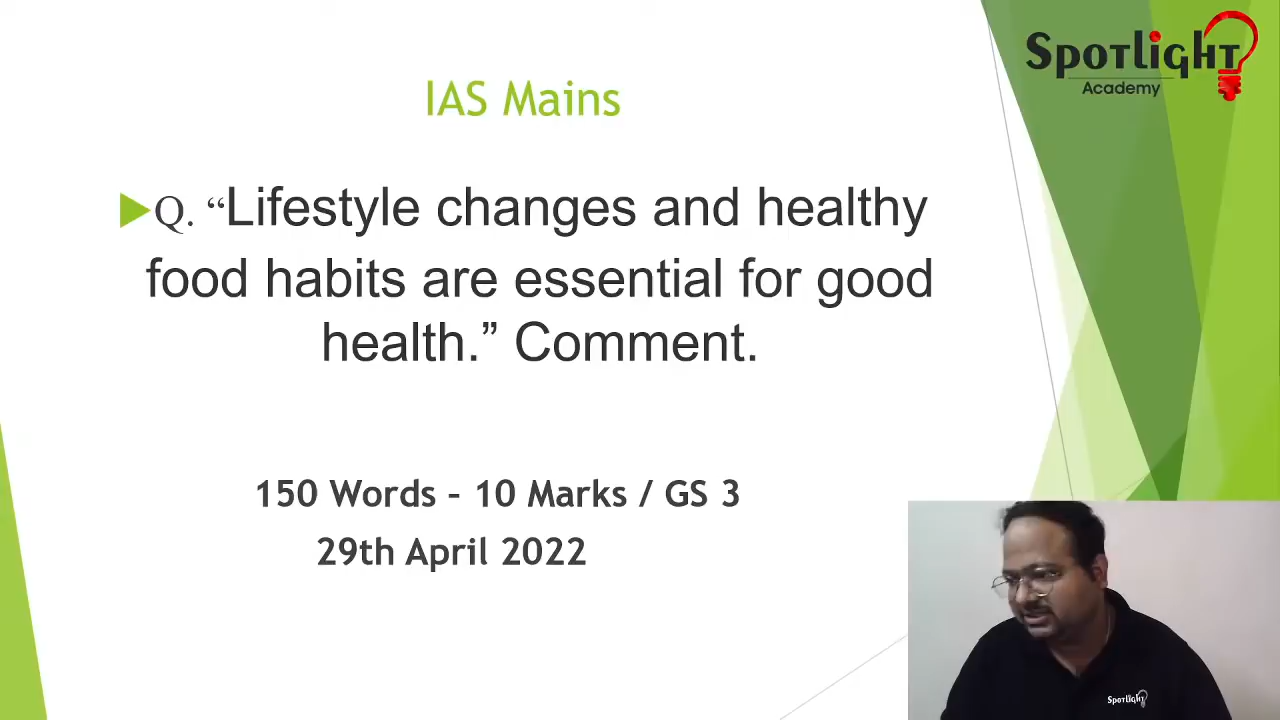 Spotlight
Academy
IAS Mains
Q. “Lifestyle changes and healthy
food habits are essential for good
health.” Comment.
150 Words – 10 Marks / GS 3
29th April 2022
Spotlight